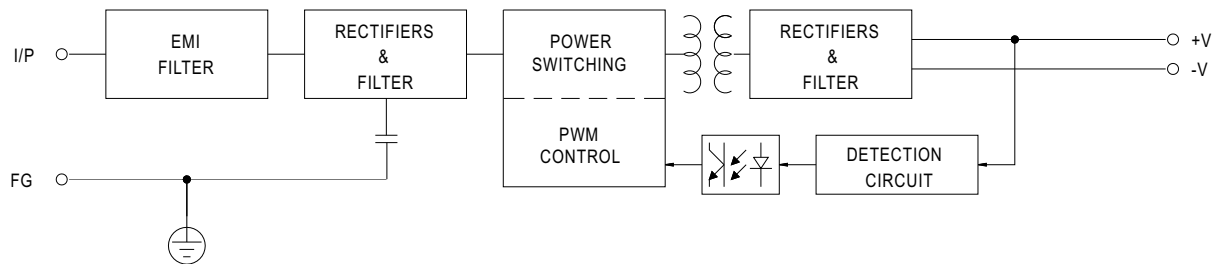 I/P
EMI
FILTER
RECTIFIERS
&
FILTER
POWER
SWITCHING
PWM
CONTROL
RECTIFIERS
&
FILTER
+V
-V
DETECTION
CIRCUIT
FG